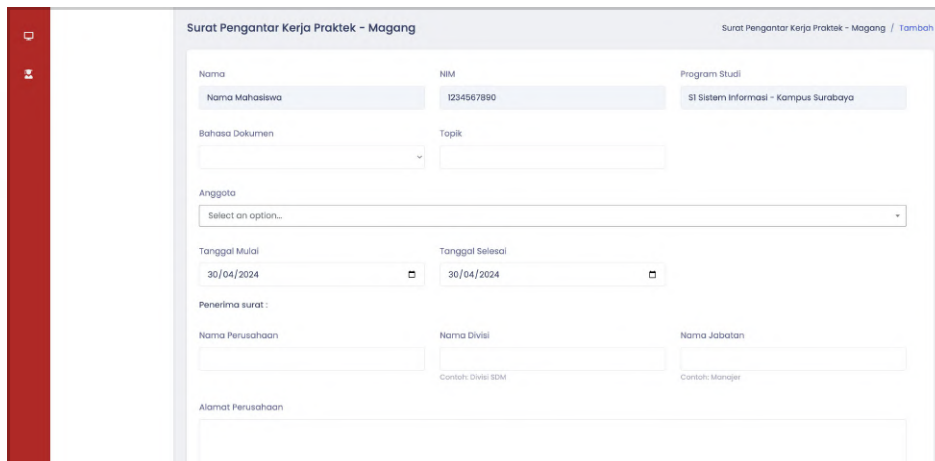 Surat Pengantar Kerja Praktek - Magang
Surat Pengantar Kerja Praktek - Magang / Tambah
Nama NIM Program Studi
Nama Mahasiswa 1234567890 S1 Sistem Informasi - Kampus Surabaya
Bahasa Dokumen Topik
Anggota
Select an option...
Tanggal Mulai Tanggal Selesai
30/04/2024 30/04/2024
Penerima surat :
Nama Perusahaan Nama Divisi Nama Jabatan
Contoh: Divisi SDM Contoh: Manajer
Alamat Perusahaan